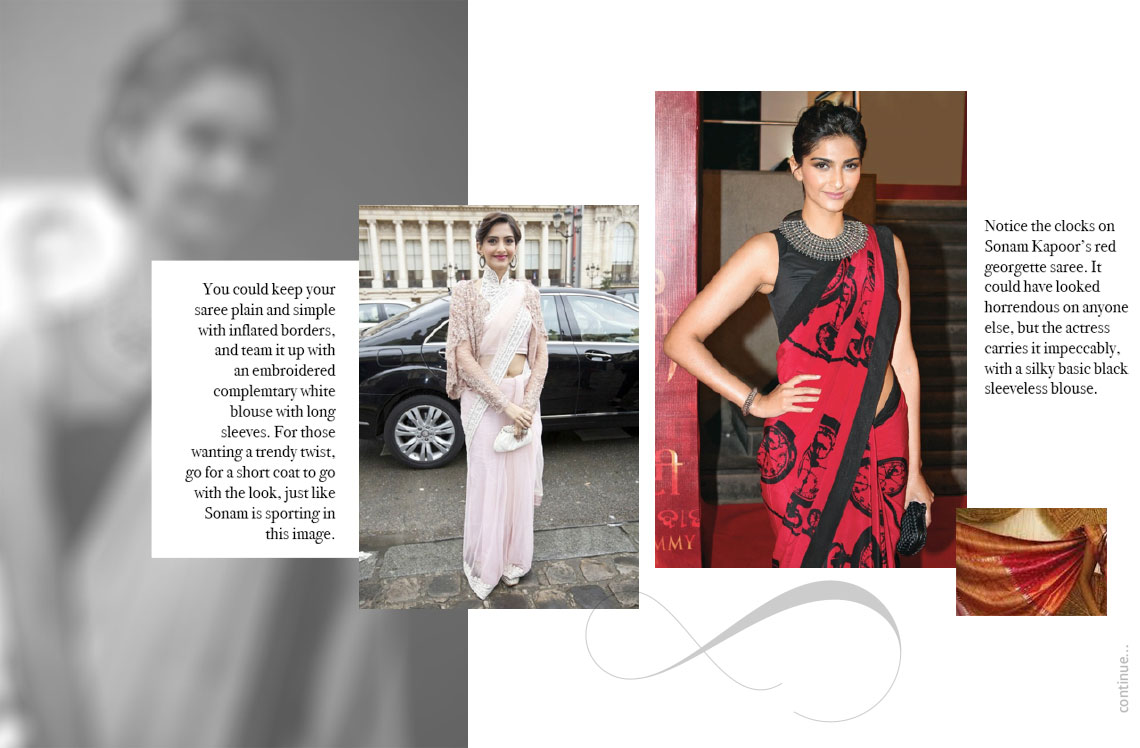 You could keep your
saree plain and simple
with inflated borders,
and team it up with
an embroidered
complemtary white
blouse with long
sleeves. For those
wanting a trendy twist,
go for a short coat to go
with the look, just like
Sonam is sporting in
this image.
Notice the clocks on
Sonam Kapoor’s red
georgette saree. It
could have looked
horrendous on anyone
else, but the actress
carries it impeccably,
with a silky basic black
sleeveless blouse.
MMY
continue...